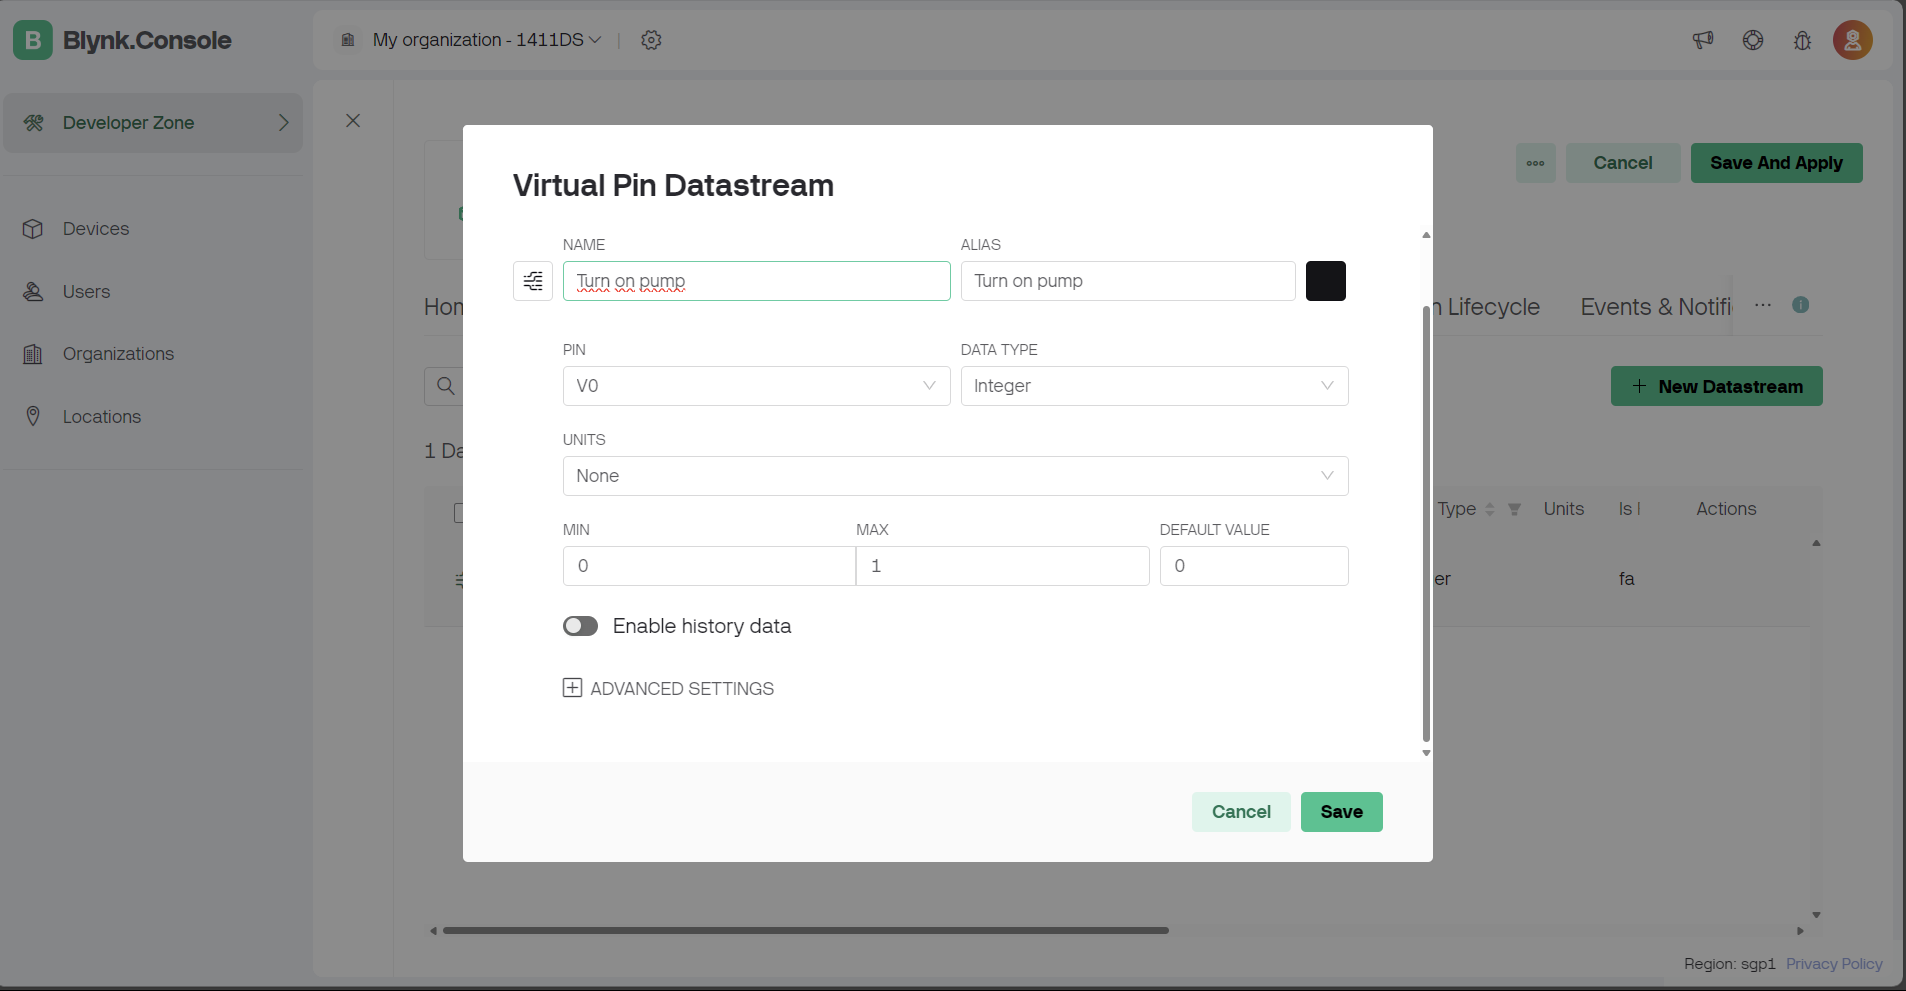 B Blynk.Console
My organization - 1411DS
Developer Zone
Devices
Users
Organizations
Locations
Cancel
Save And Apply
Virtual Pin Datastream
NAME
ALIAS
Turn on pump
Turn on pump
PIN
DATA TYPE
V0
Integer
UNITS
None
MIN
MAX
DEFAULT VALUE
0
1
0
Enable history data
ADVANCED SETTINGS
Cancel
Save
Hon
n Lifecycle
Events & Notifi
New Datastream
1 Da
Type
Units
Is I
Actions
er
fa
Region: sgp1
Privacy Policy